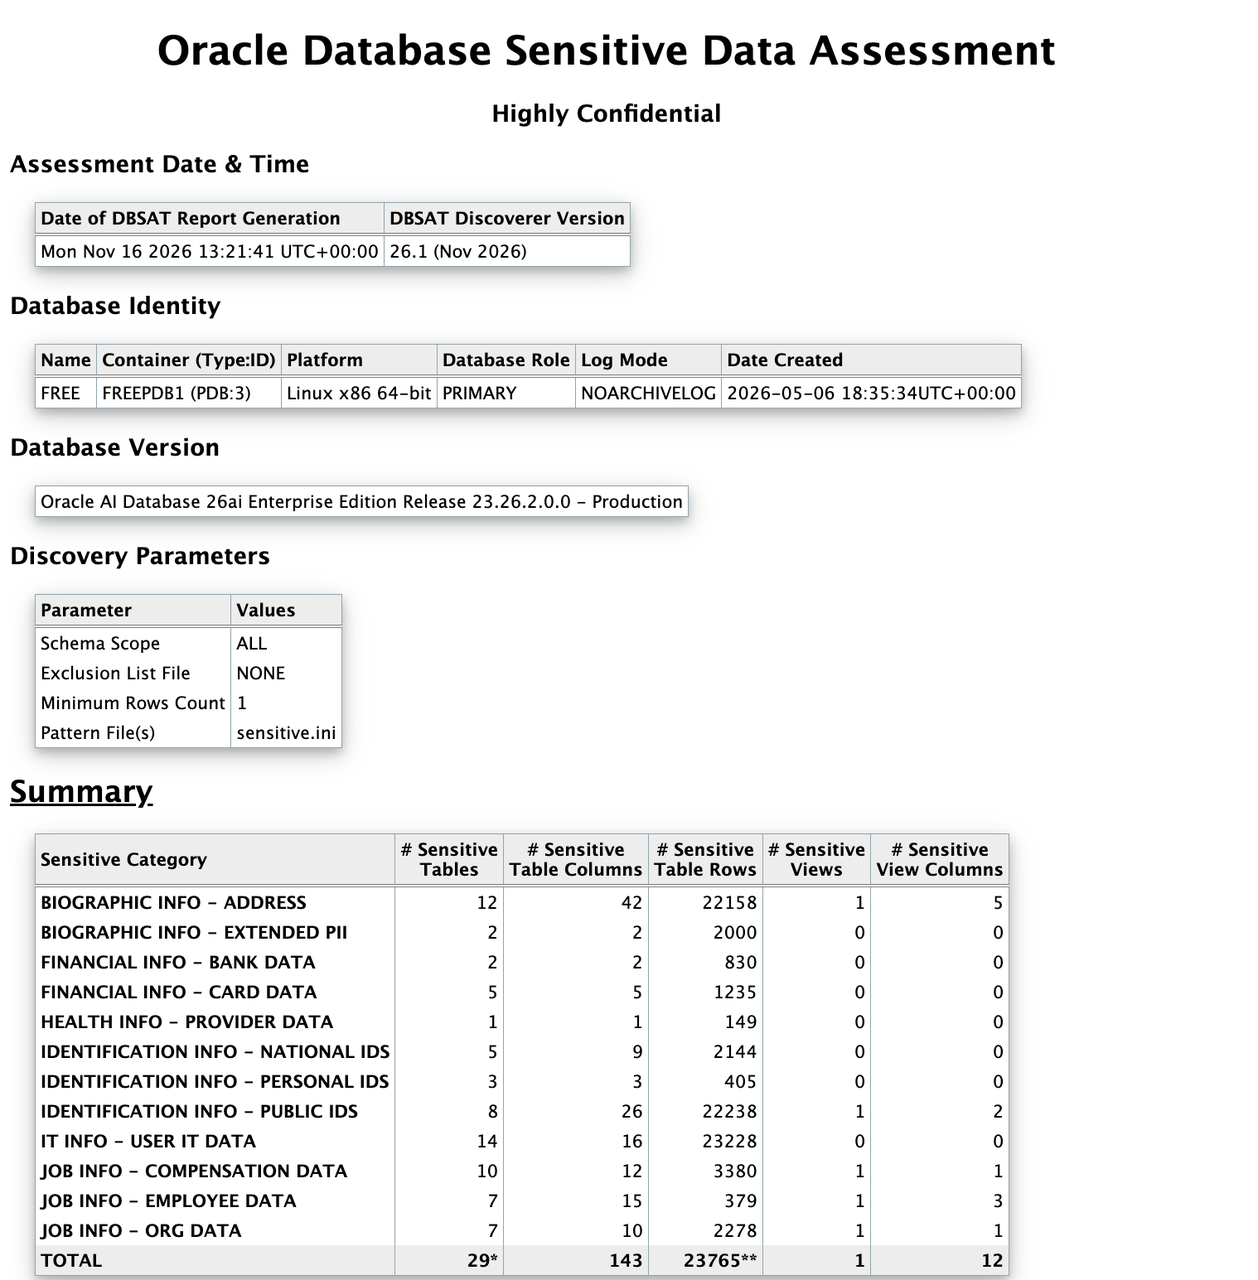 Oracle Database Sensitive Data Assessment
Highly Confidential
Assessment Date & Time
Date of DBSAT Report Generation DBSAT Discoverer Version
Mon Nov 16 2026 13:21:41 UTC+00:00 26.1 (Nov 2026)
Database Identity
Name Container (Type:ID) Platform Database Role Log Mode Date Created
FREE FREEPDB1 (PDB:3) Linux x86 64-bit PRIMARY NOARCHIVELOG 2026-05-06 18:35:34UTC+00:00
Database Version
Oracle AI Database 26ai Enterprise Edition Release 23.26.2.0.0 - Production
Discovery Parameters
Parameter Values
Schema Scope ALL
Exclusion List File NONE
Minimum Rows Count 1
Pattern File(s) sensitive.ini
Summary
Sensitive Category # Sensitive Tables # Sensitive Table Columns # Sensitive Table Rows # Sensitive Views # Sensitive View Columns
BIOGRAPHIC INFO - ADDRESS 12 42 22158 1 5
BIOGRAPHIC INFO - EXTENDED PII 2 2 2000 0 0
FINANCIAL INFO - BANK DATA 2 2 830 0 0
FINANCIAL INFO - CARD DATA 5 5 1235 0 0
HEALTH INFO - PROVIDER DATA 1 1 149 0 0
IDENTIFICATION INFO - NATIONAL IDS 5 9 2144 0 0
IDENTIFICATION INFO - PERSONAL IDS 3 3 405 0 0
IDENTIFICATION INFO - PUBLIC IDS 8 26 22238 1 2
IT INFO - USER IT DATA 14 16 23228 0 0
JOB INFO - COMPENSATION DATA 10 12 3380 1 1
JOB INFO - EMPLOYEE DATA 7 15 379 1 3
JOB INFO - ORG DATA 7 10 2278 1 1
TOTAL 29* 143 23765** 1 12